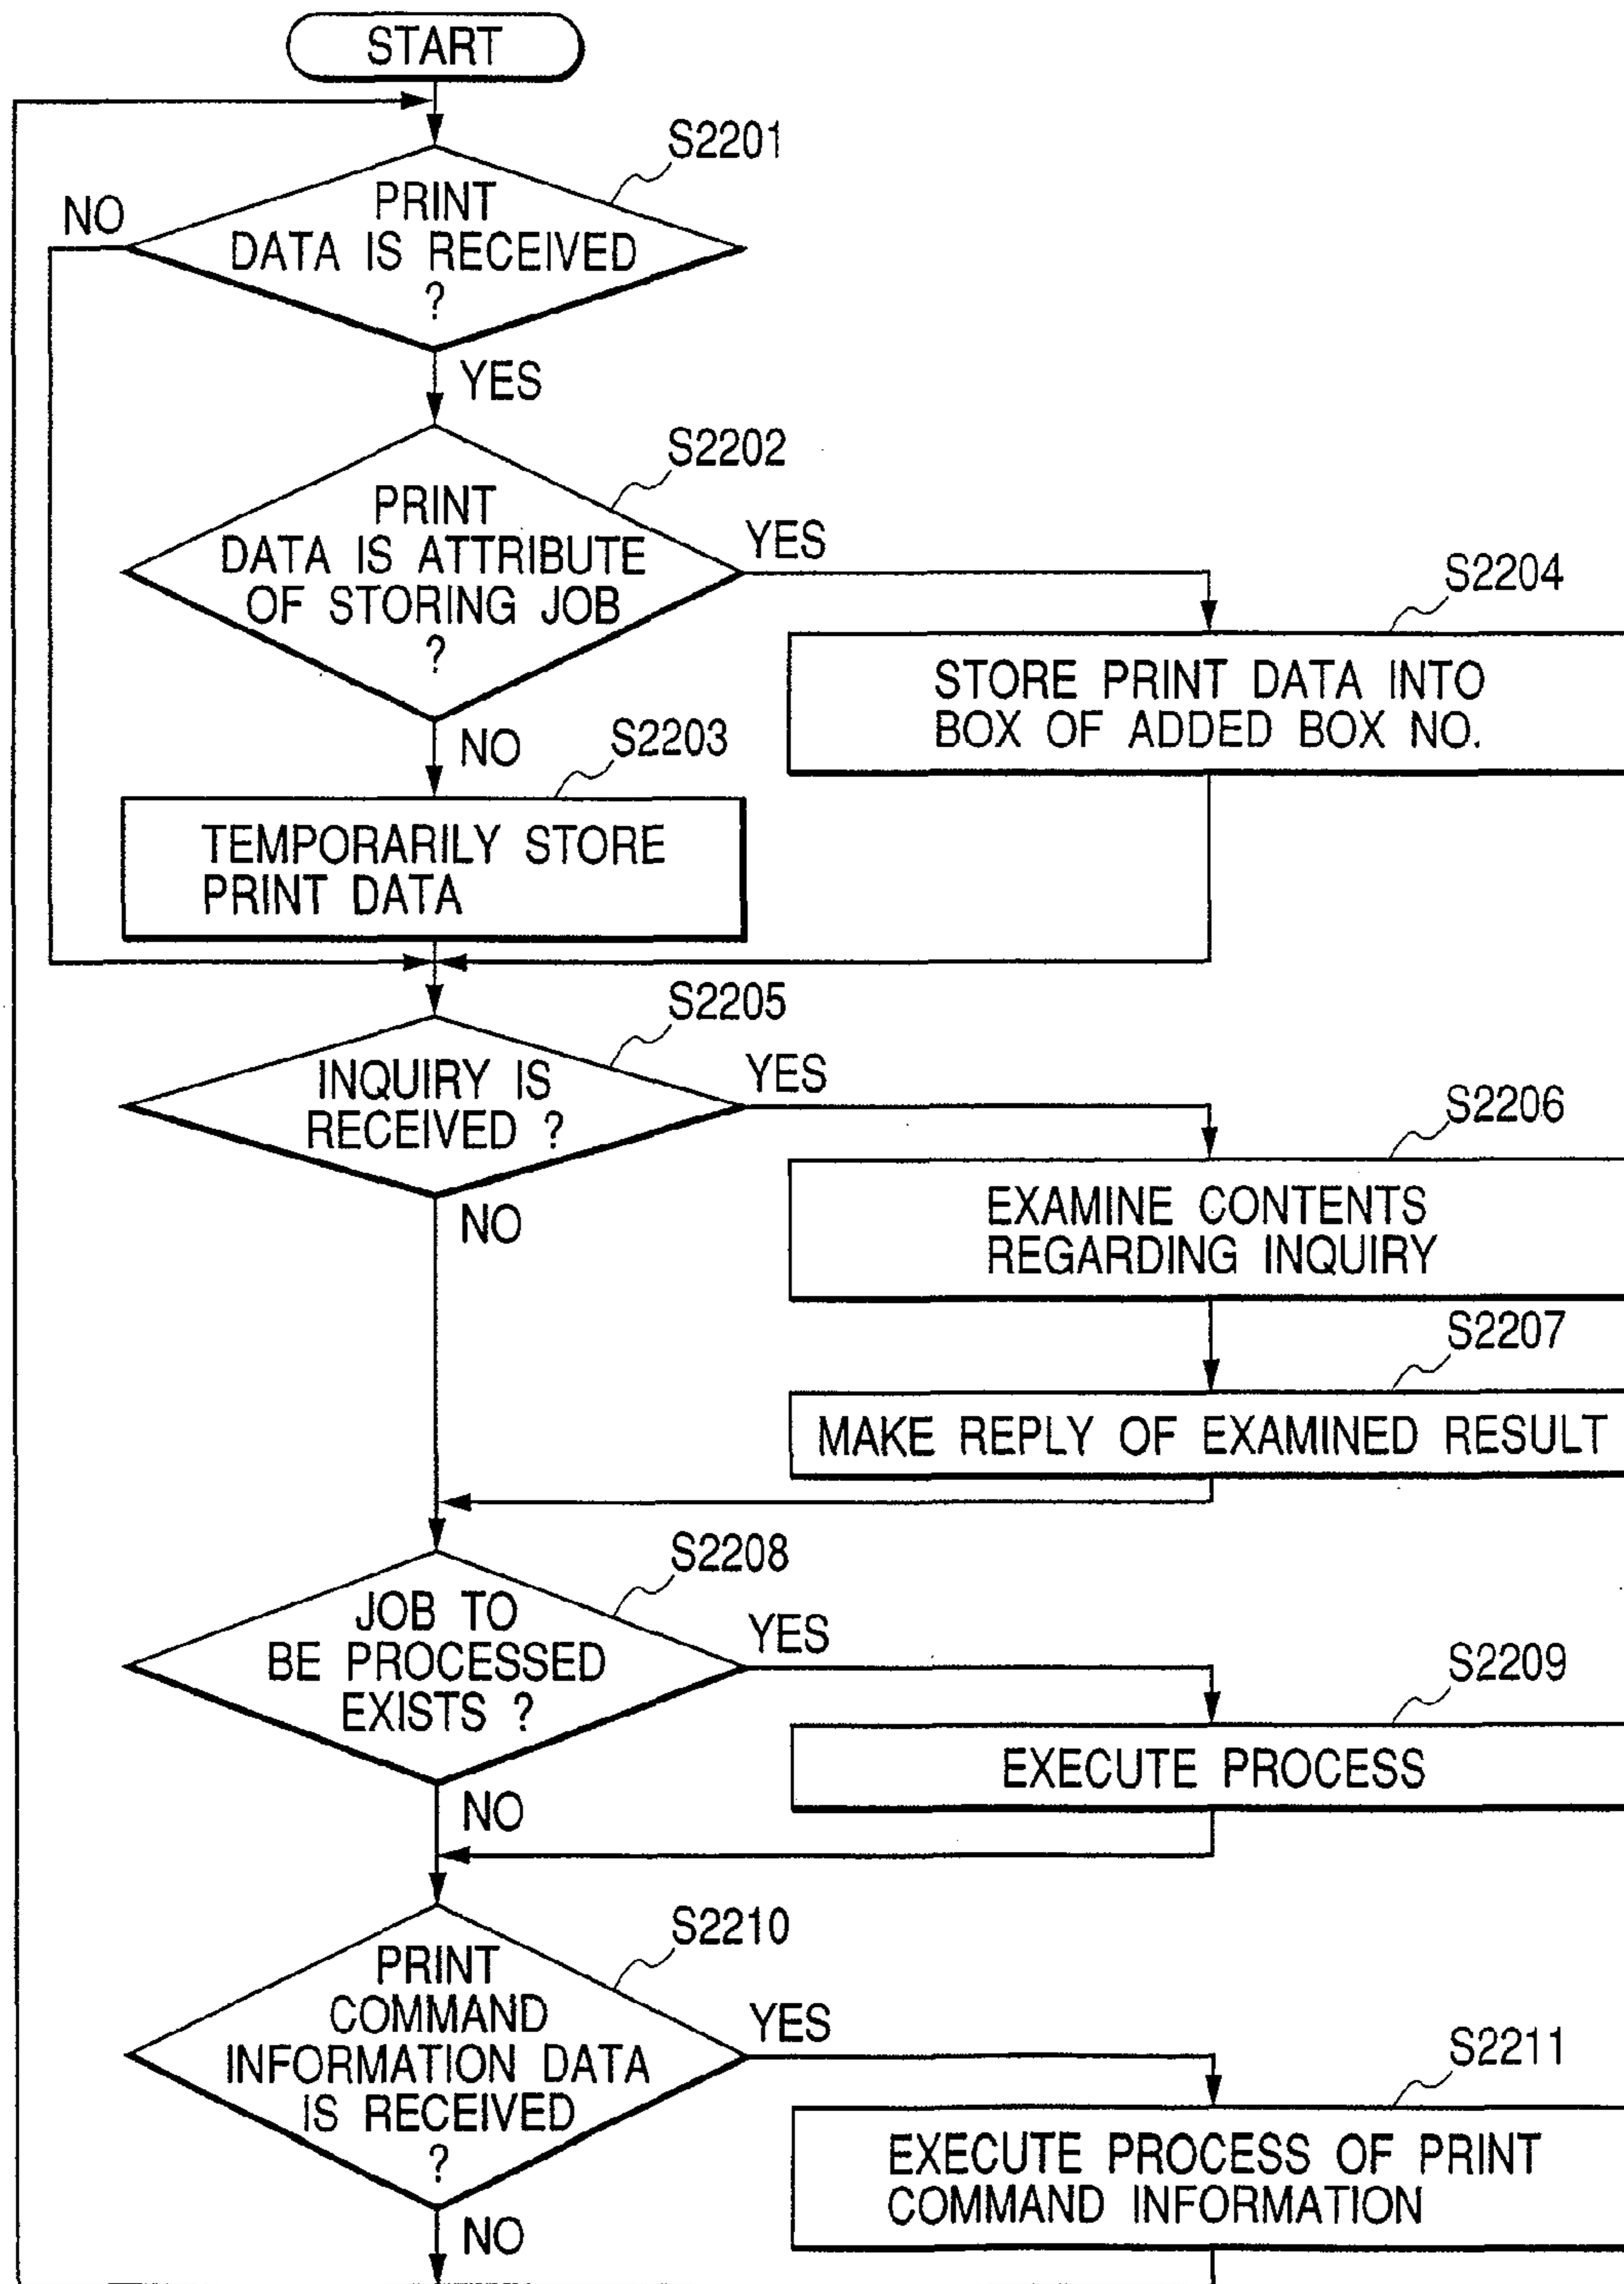 START
S2201
NO
PRINT
DATA IS RECEIVED
?
YES
S2202
PRINT
DATA IS ATTRIBUTE
OF STORING JOB
?
YES
S2204
STORE PRINT DATA INTO
BOX OF ADDED BOX NO.
NO
S2203
TEMPORARILY STORE
PRINT DATA
S2205
INQUIRY IS
RECEIVED ?
YES
S2206
EXAMINE CONTENTS
REGARDING INQUIRY
NO
S2207
MAKE REPLY OF EXAMINED RESULT
S2208
JOB TO
BE PROCESSED
EXISTS ?
YES
S2209
EXECUTE PROCESS
NO
S2210
PRINT
COMMAND
INFORMATION DATA
IS RECEIVED
?
YES
S2211
EXECUTE PROCESS OF PRINT
COMMAND INFORMATION
NO